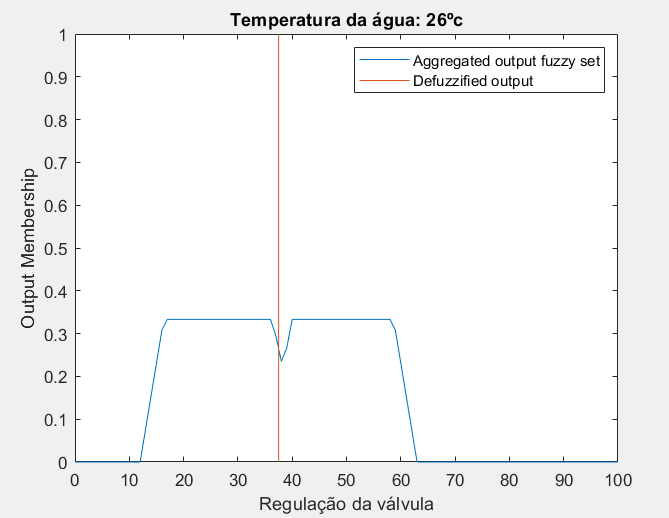 Temperatura da água: 26ºc
Aggregated output fuzzy set
Defuzzified output
Output Membership
1
0.9
0.8
0.7
0.6
0.5
0.4
0.3
0.2
0.1
0
0 10 20 30 40 50 60 70 80 90 100
Regulação da válvula